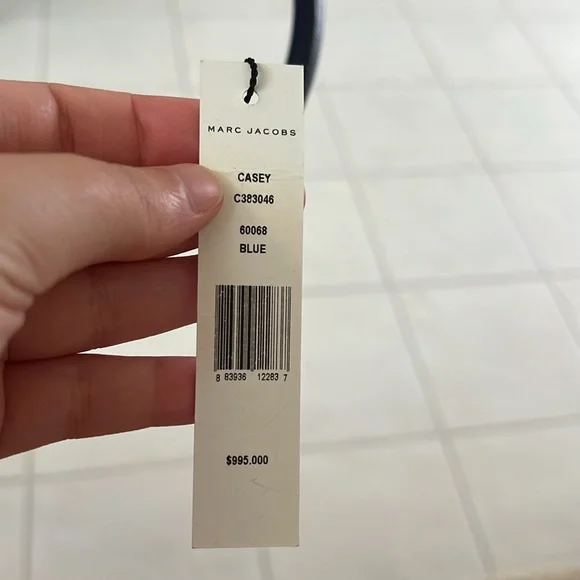 MARC JACOBS
CASEY
C383046
60068
BLUE
8 83936 12283 7
$995.000